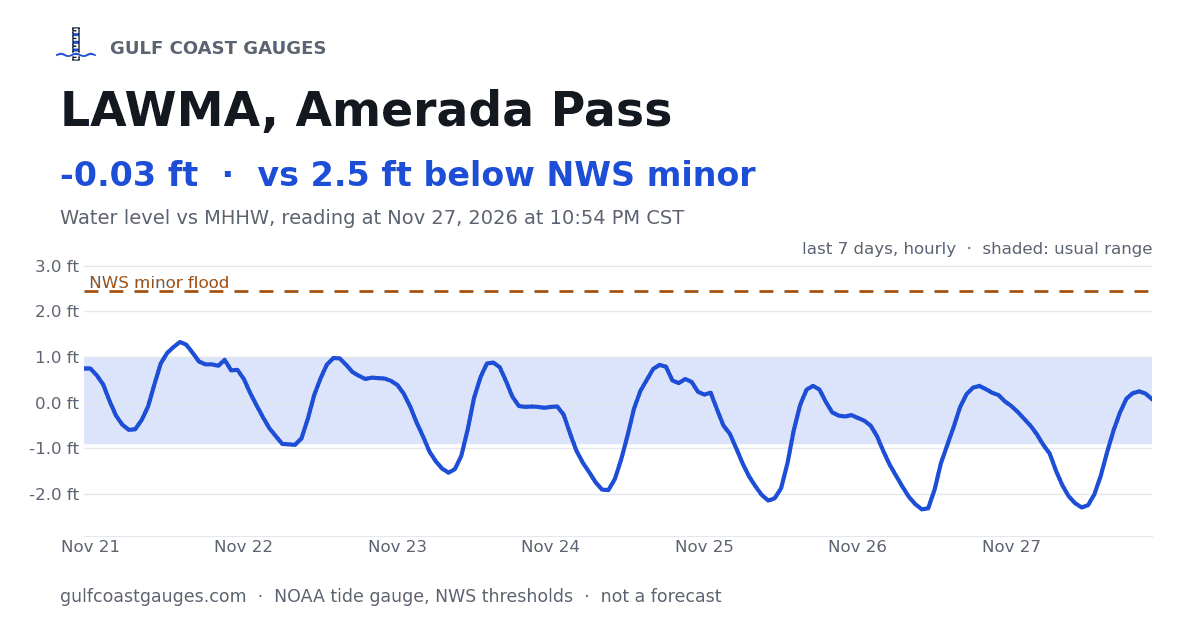 GULF COAST GAUGES
LAWMA, Amerada Pass
-0.03 ft · vs 2.5 ft below NWS minor
Water level vs MHHW, reading at Nov 27, 2026 at 10:54 PM CST
last 7 days, hourly · shaded: usual range
3.0 ft
NWS minor flood
2.0 ft
1.0 ft
0.0 ft
-1.0 ft
-2.0 ft
Nov 21 Nov 22 Nov 23 Nov 24 Nov 25 Nov 26 Nov 27
gulfcoastgauges.com · NOAA tide gauge, NWS thresholds · not a forecast